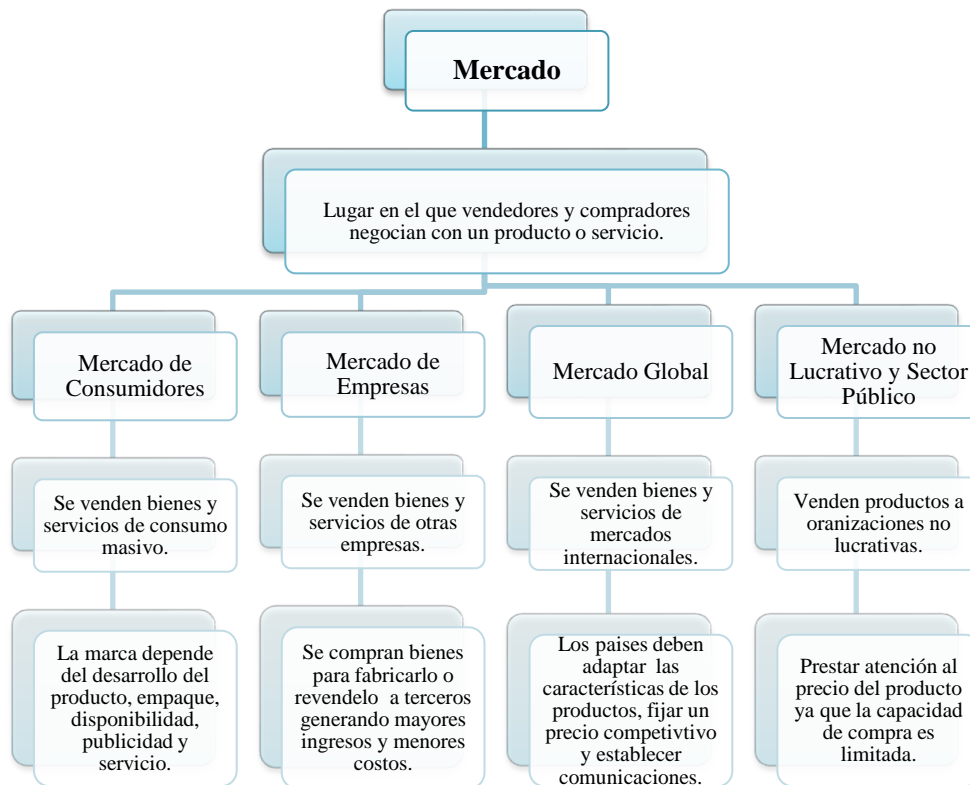 Mercado
Lugar en el que vendedores y compradores
negocian con un producto o servicio.
Mercado de
Consumidores
Mercado de
Empresas
Mercado Global
Mercado no
Lucrativo y Sector
Público
Se venden bienes y
servicios de consumo
masivo.
Se venden bienes y
servicios de otras
empresas.
Se venden bienes y
servicios de
mercados
internacionales.
Venden productos a
oranizaciones no
lucrativas.
La marca depende
del desarrollo del
producto, empaque,
disponibilidad,
publicidad y
servicio.
Se compran bienes
para fabricarlo o
revendelo a terceros
generando mayores
ingresos y menores
costos.
Los paises deben
adaptar las
características de los
productos, fijar un
precio competivtivo
y establecer
comunicaciones.
Prestar atención al
precio del producto
ya que la capacidad
de compra es
limitada.